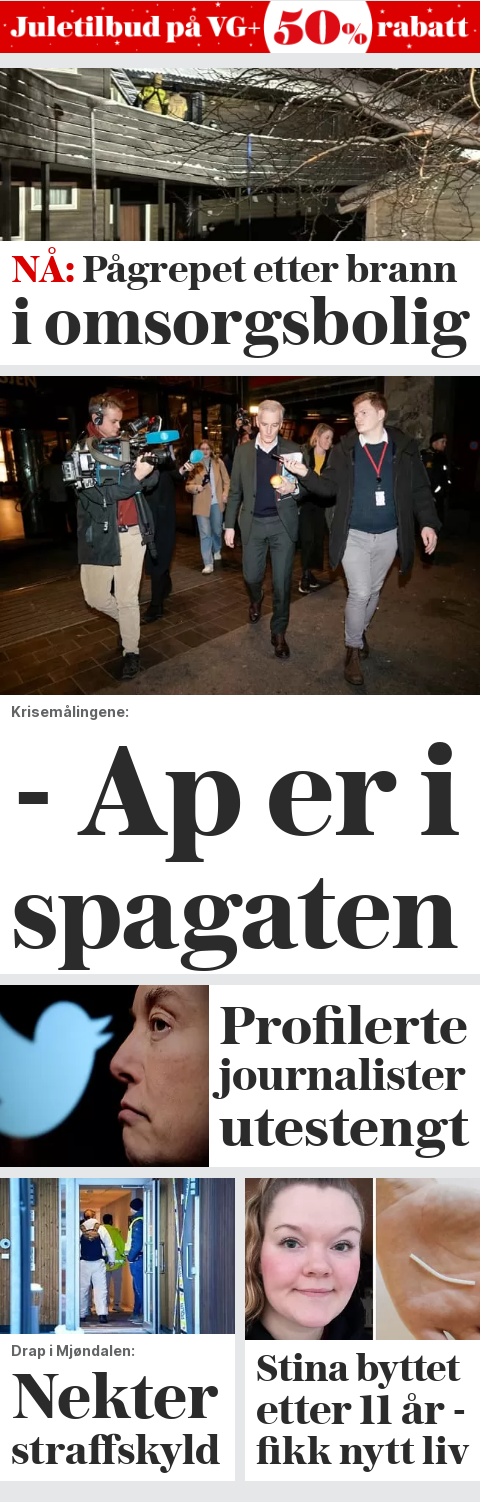 Juletilbud på VG+ 50% rabatt
NÅ: Pågrepet etter brann
i omsorgsbolig
Krisemålingene:
- Ap er i
spagaten
Profilerte
journalister
utestengt
Drap i Mjøndalen:
Nekter
straffskyld
Stina byttet
etter 11 år -
fikk nytt liv